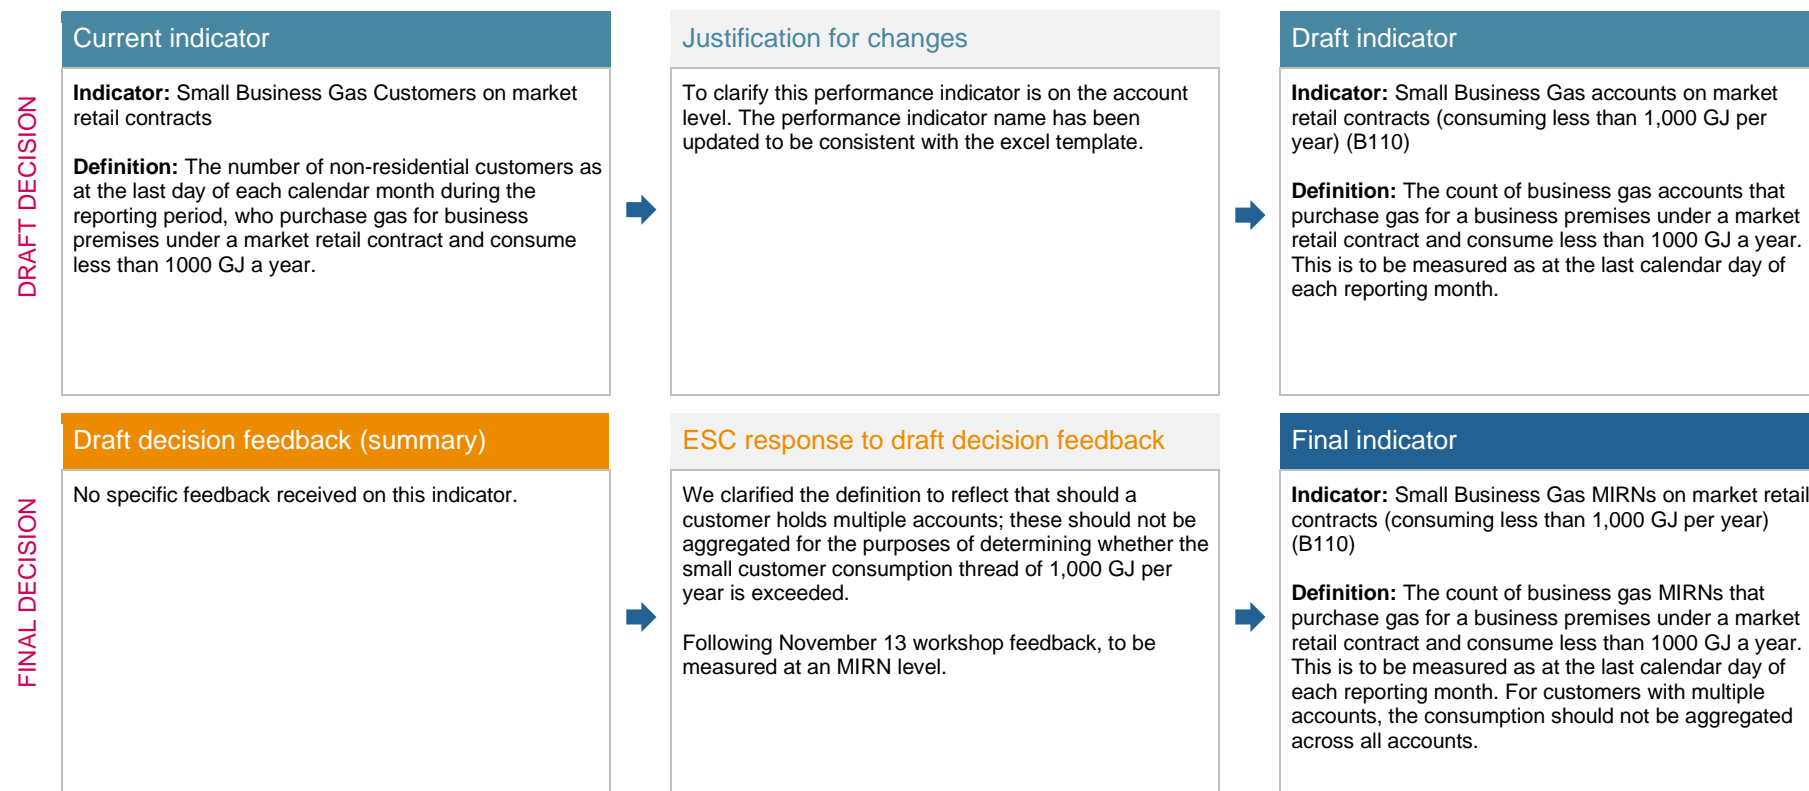 DRAFT DECISION
Current indicator
Indicator: Small Business Gas Customers on market
retail contracts
Definition: The number of non-residential customers as
at the last day of each calendar month during the
reporting period, who purchase gas for business
premises under a market retail contract and consume
less than 1000 GJ a year.
Justification for changes
To clarify this performance indicator is on the account
level. The performance indicator name has been
updated to be consistent with the excel template.
Draft indicator
Indicator: Small Business Gas accounts on market
retail contracts (consuming less than 1,000 GJ per
year) (B110)
Definition: The count of business gas accounts that
purchase gas for a business premises under a market
retail contract and consume less than 1000 GJ a year.
This is to be measured as at the last calendar day of
each reporting month.
FINAL DECISION
Draft decision feedback (summary)
No specific feedback received on this indicator.
ESC response to draft decision feedback
We clarified the definition to reflect that should a
customer holds multiple accounts; these should not be
aggregated for the purposes of determining whether the
small customer consumption thread of 1,000 GJ per
year is exceeded.
Following November 13 workshop feedback, to be
measured at an MIRN level.
Final indicator
Indicator: Small Business Gas MIRNs on market retail
contracts (consuming less than 1,000 GJ per year)
(B110)
Definition: The count of business gas MIRNs that
purchase gas for a business premises under a market
retail contract and consume less than 1000 GJ a year.
This is to be measured as at the last calendar day of
each reporting month. For customers with multiple
accounts, the consumption should not be aggregated
across all accounts.